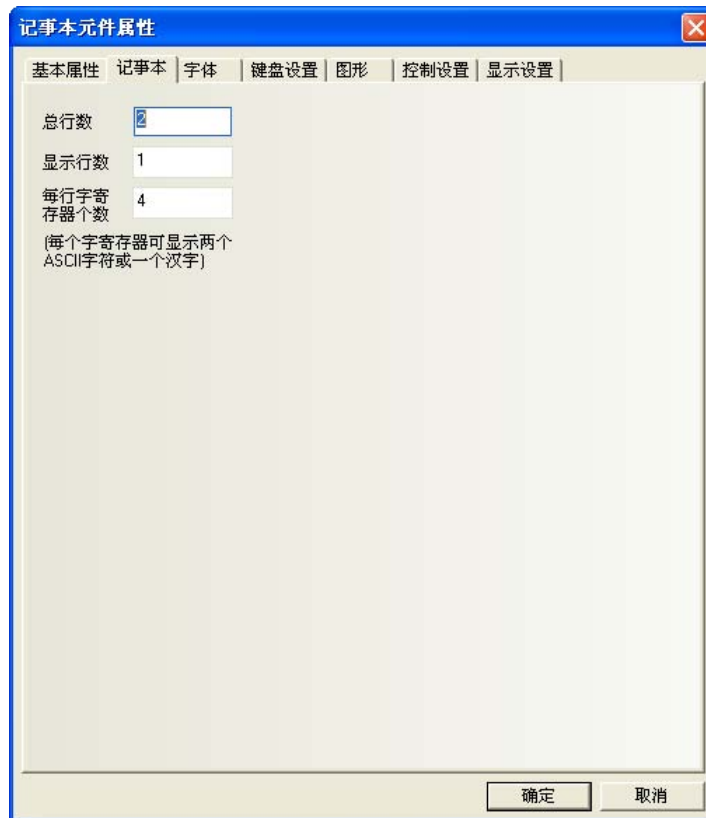 记事本元件属性
基本属性 记事本 字体 键盘设置 图形 控制设置 显示设置
总行数 2
显示行数 1
每行字寄
存器个数 4
(每个字寄存器可显示两个
ASCII字符或一个汉字)
确定 取消